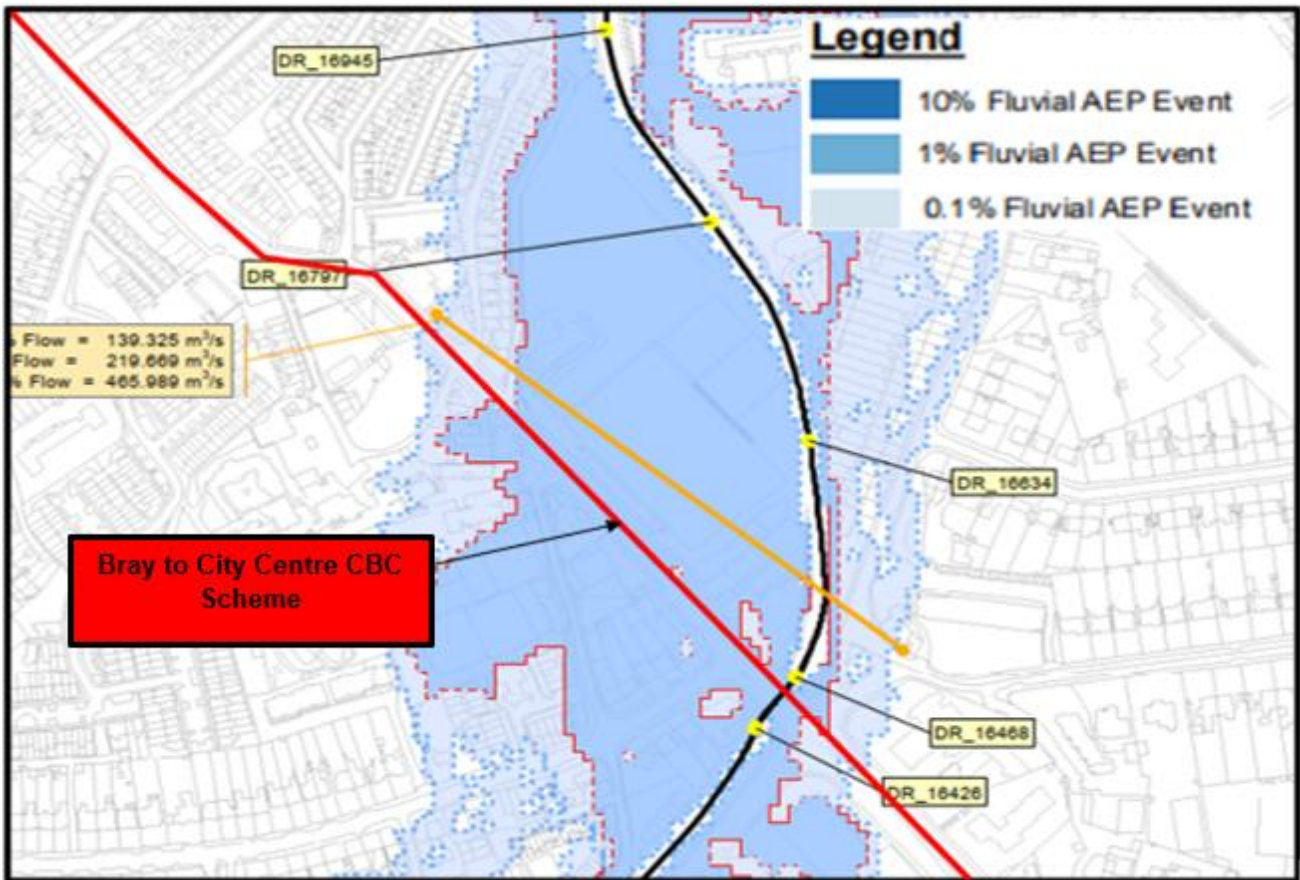 DR_16945
Legend
10% Fluvial AEP Event
1% Fluvial AEP Event
0.1% Fluvial AEP Event
DR_16797
% Flow = 139.325 m³/s
Flow = 219.669 m³/s
% Flow = 465.989 m³/s
DR_16634
Bray to City Centre CBC
Scheme
DR_16468
DR_16426